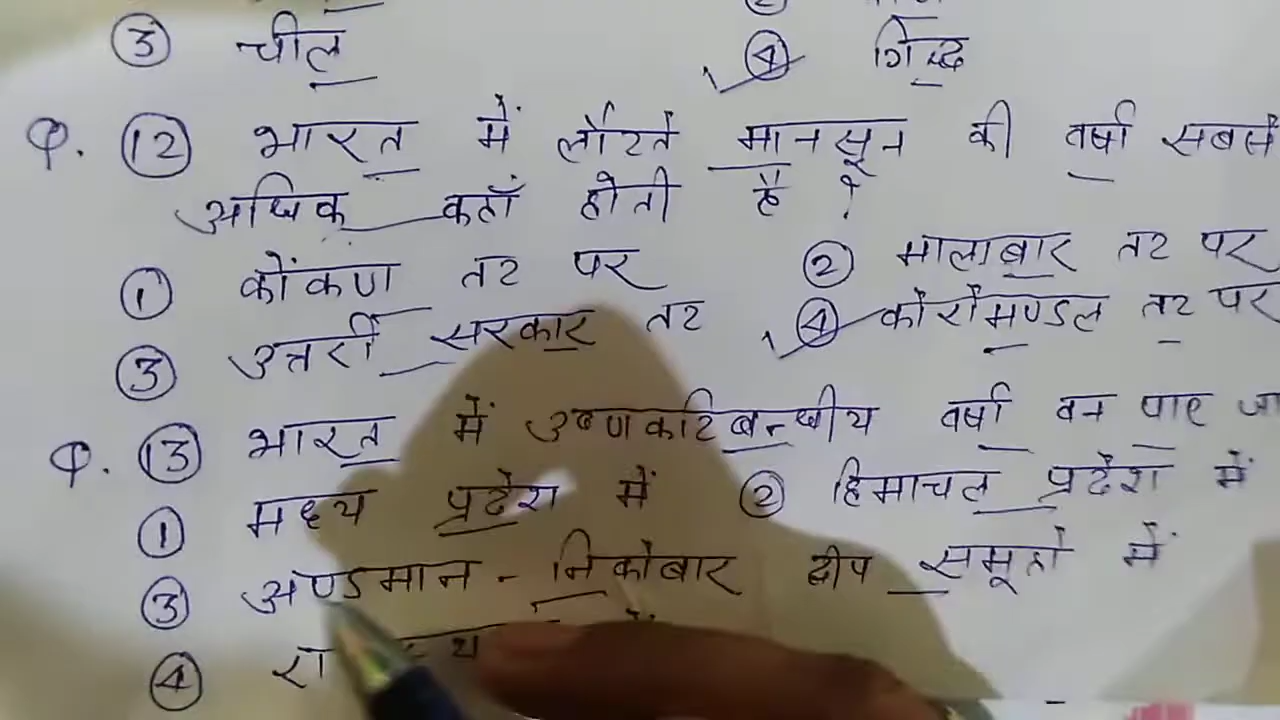 ③ चील ④ गिद्ध
Q. ⑫ भारत में लौटते मानसून की वर्षा सबसे
अधिक कहाँ होती है ?
① कोंकण तट पर ② मालाबार तट पर
③ उत्तरी सरकार तट ④ कोरोमण्डल तट पर
Q. ⑬ भारत में उष्णकटिबन्धीय वर्षा वन पाए जा
① मध्य प्रदेश में ② हिमाचल प्रदेश में
③ अण्डमान - निकोबार द्वीप समूहो में
④